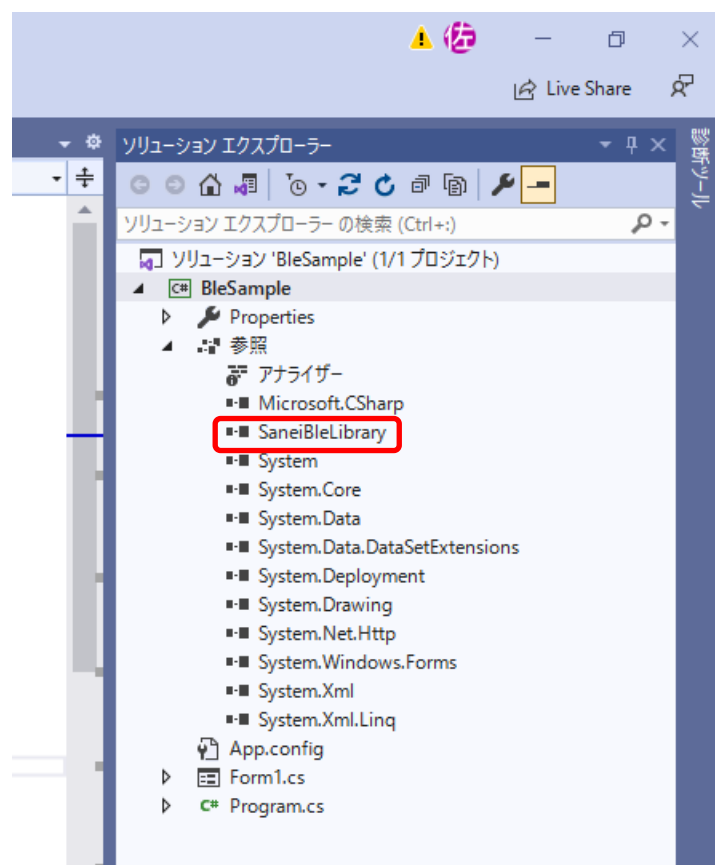 佐
Live Share
ソリューション エクスプローラー
診断ツール
ソリューション エクスプローラー の検索 (Ctrl+:)
ソリューション 'BleSample' (1/1 プロジェクト)
C# BleSample
Properties
参照
アナライザー
Microsoft.CSharp
SaneiBleLibrary
System
System.Core
System.Data
System.Data.DataSetExtensions
System.Deployment
System.Drawing
System.Net.Http
System.Windows.Forms
System.Xml
System.Xml.Linq
App.config
Form1.cs
C# Program.cs